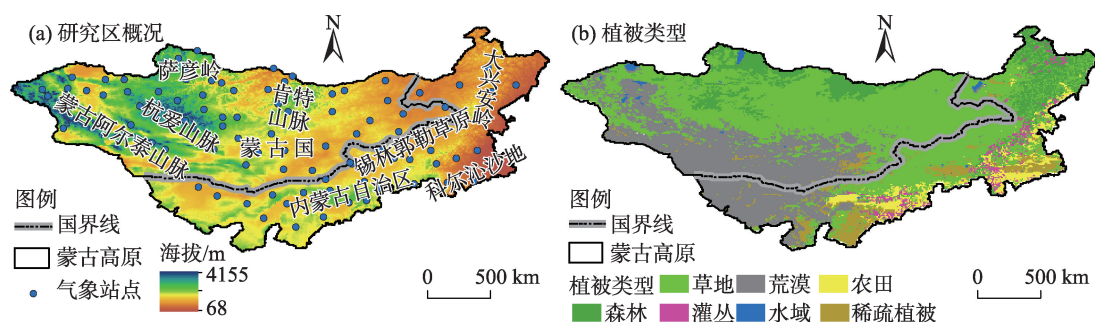 (a) 研究区概况
N
萨彦岭
大兴安岭
肯特
山脉
杭爱山脉
蒙古阿尔泰山脉
蒙古国
锡林郭勒草原
科尔沁沙地
内蒙古自治区
图例
国界线
蒙古高原
气象站点
海拔/m
4155
68
0 500 km
(b) 植被类型
N
图例
国界线
蒙古高原
0 500 km
植被类型 草地 荒漠 农田
森林 灌丛 水域 稀疏植被